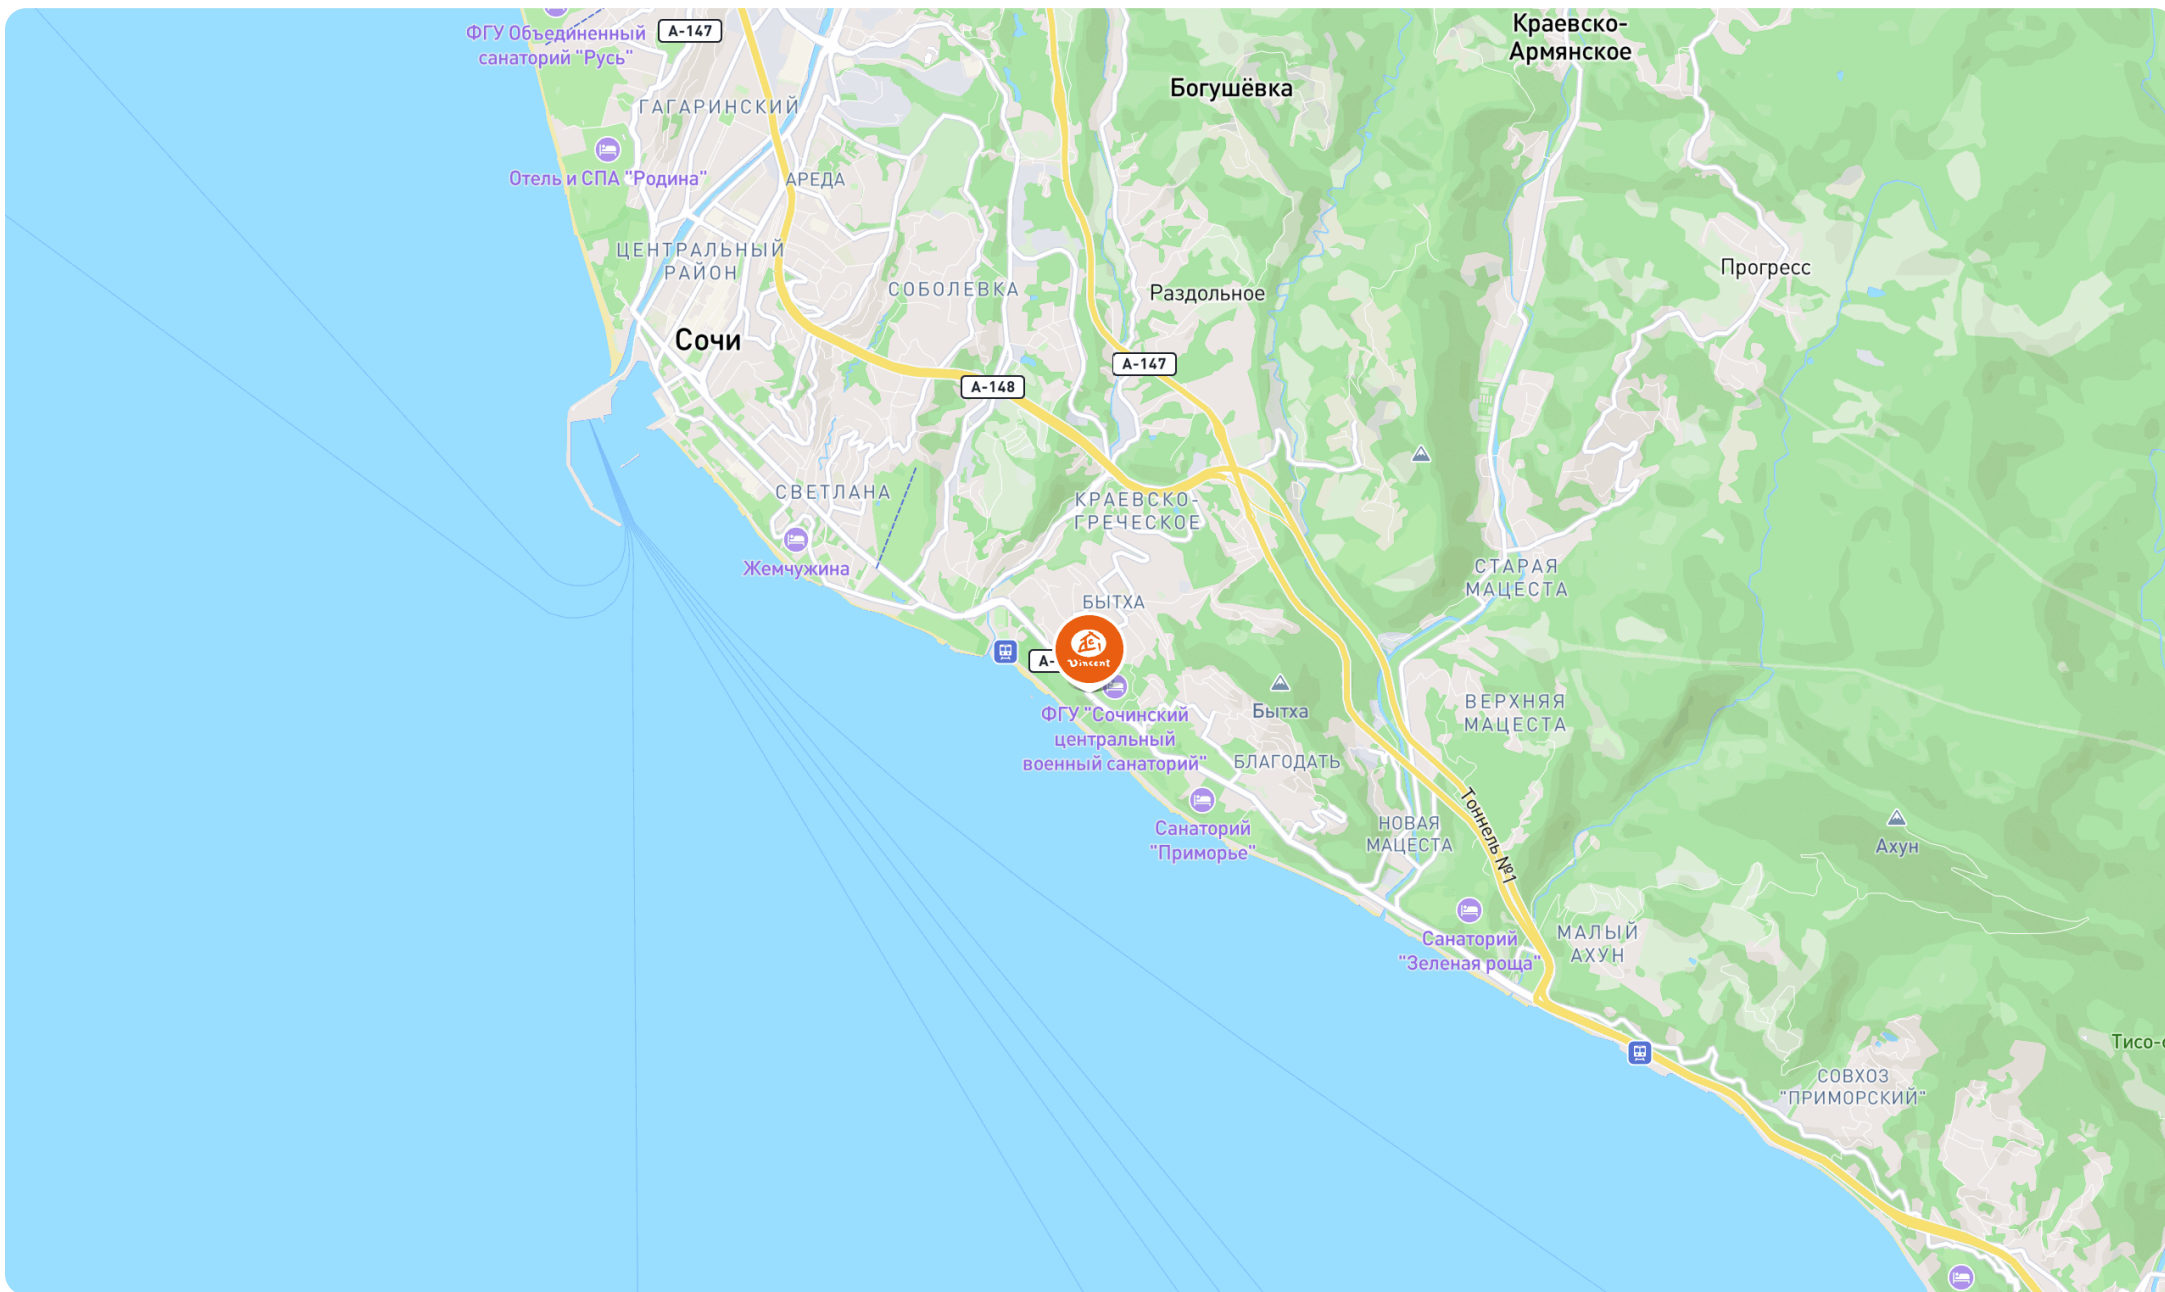 ФГУ Объединенный
санаторий "Русь"
А-147
Краевско-
Армянское
Богушёвка
ГАГАРИНСКИЙ
Отель и СПА "Родина"
АРЕДА
ЦЕНТРАЛЬНЫЙ
РАЙОН
СОБОЛЕВКА
Раздольное
Прогресс
Сочи
А-147
А-148
СВЕТЛАНА
КРАЕВСКО-
ГРЕЧЕСКОЕ
Жемчужина
СТАРАЯ
МАЦЕСТА
БЫТХА
А-
Vincent
ФГУ "Сочинский
центральный
военный санаторий"
Бытха
ВЕРХНЯЯ
МАЦЕСТА
БЛАГОДАТЬ
Санаторий
"Приморье"
НОВАЯ
МАЦЕСТА
Тоннель №1
Ахун
Санаторий
"Зеленая роща"
МАЛЫЙ
АХУН
Тисо-с
СОВХОЗ
"ПРИМОРСКИЙ"